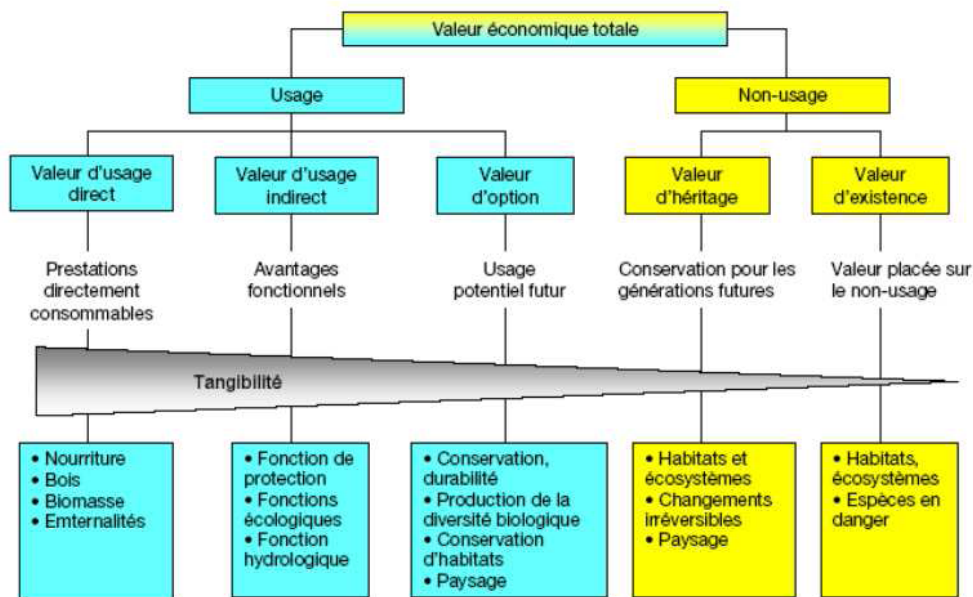 Valeur économique totale
Usage
Non-usage
Valeur d'usage
direct
Valeur d'usage
indirect
Valeur
d'option
Valeur
d'héritage
Valeur
d'existence
Prestations
directement
consommables
Avantages
fonctionnels
Usage
potentiel futur
Conservation pour les
générations futures
Valeur placée sur
le non-usage
Tangibilité
• Nourriture
• Bois
• Biomasse
• Emternalités
• Fonction de
protection
• Fonctions
écologiques
• Fonction
hydrologique
• Conservation,
durabilité
• Production de la
diversité biologique
• Conservation
d'habitats
• Paysage
• Habitats et
écosystèmes
• Changements
irréversibles
• Paysage
• Habitats,
écosystèmes
• Espèces en
danger